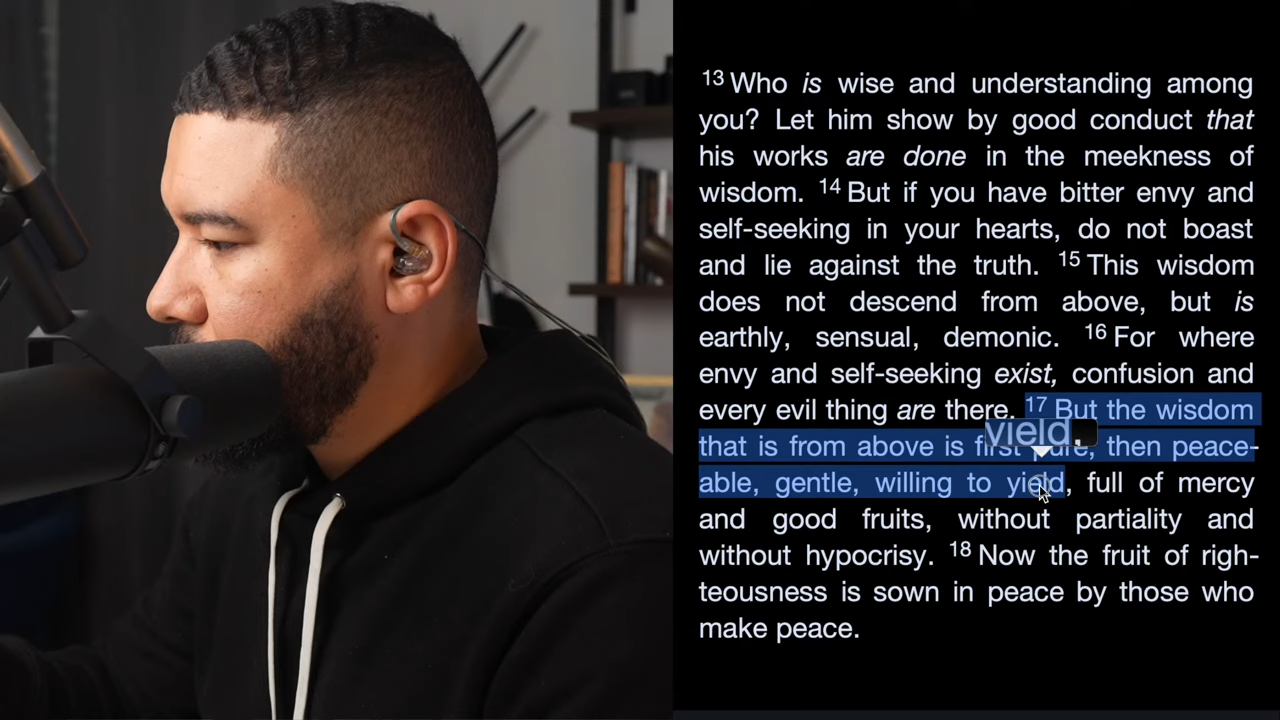 13 Who is wise and understanding among
you? Let him show by good conduct that
his works are done in the meekness of
wisdom. 14 But if you have bitter envy and
self-seeking in your hearts, do not boast
and lie against the truth. 15 This wisdom
does not descend from above, but is
earthly, sensual, demonic. 16 For where
envy and self-seeking exist, confusion and
every evil thing are there. 17 But the wisdom
yield,
that is from above is first pure, then peace-
able, gentle, willing to yield, full of mercy
and good fruits, without partiality and
without hypocrisy. 18 Now the fruit of righ-
teousness is sown in peace by those who
make peace.